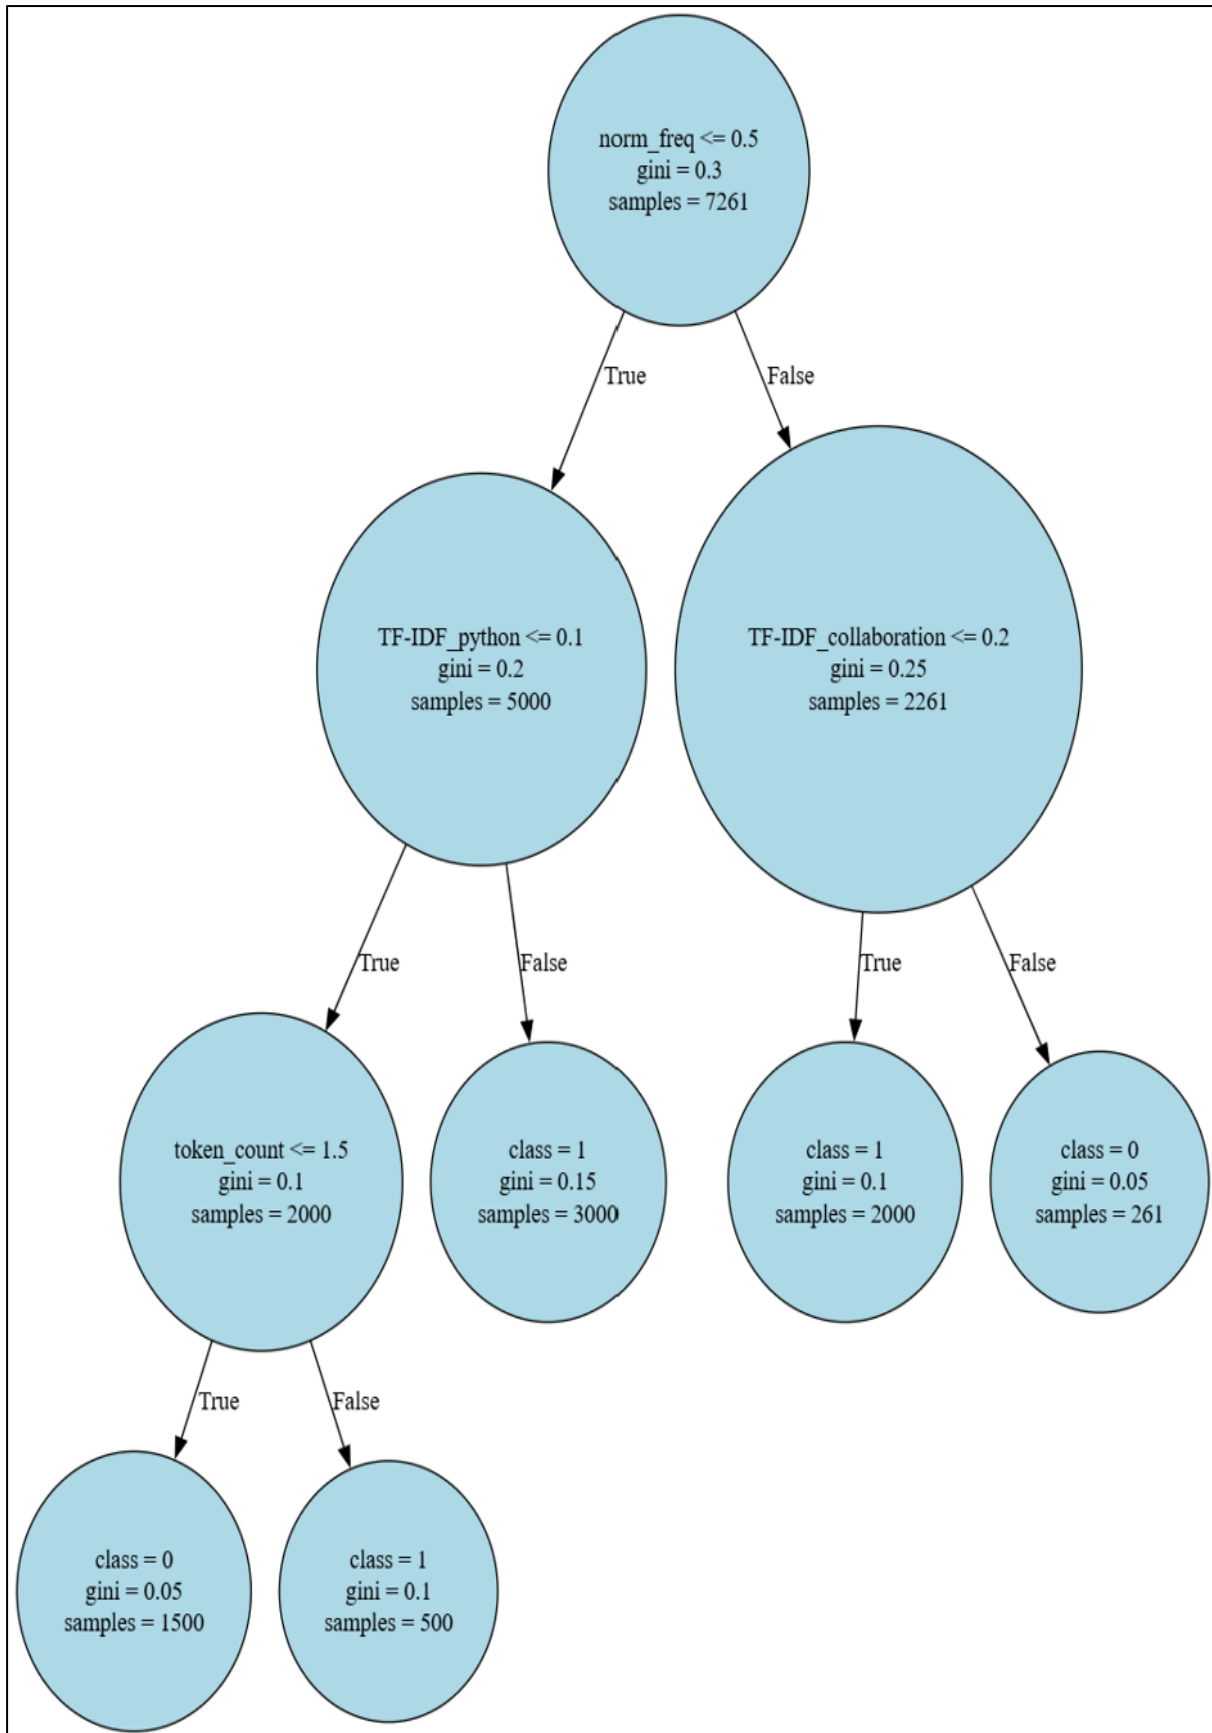 norm_freq <= 0.5
gini = 0.3
samples = 7261
True
False
TF-IDF_python <= 0.1
gini = 0.2
samples = 5000
TF-IDF_collaboration <= 0.2
gini = 0.25
samples = 2261
True
False
True
False
token_count <= 1.5
gini = 0.1
samples = 2000
class = 1
gini = 0.15
samples = 3000
class = 1
gini = 0.1
samples = 2000
class = 0
gini = 0.05
samples = 261
True
False
class = 0
gini = 0.05
samples = 1500
class = 1
gini = 0.1
samples = 500